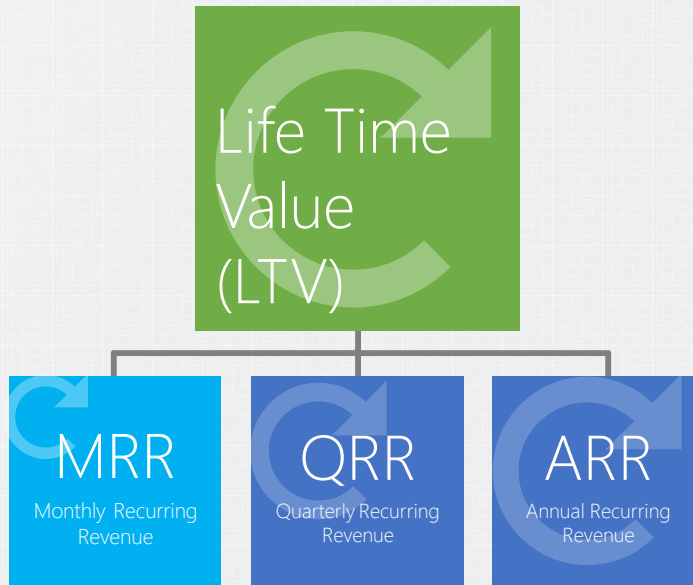 Life Time
Value
(LTV)
MRR
Monthly Recurring
Revenue
QRR
Quarterly Recurring
Revenue
ARR
Annual Recurring
Revenue